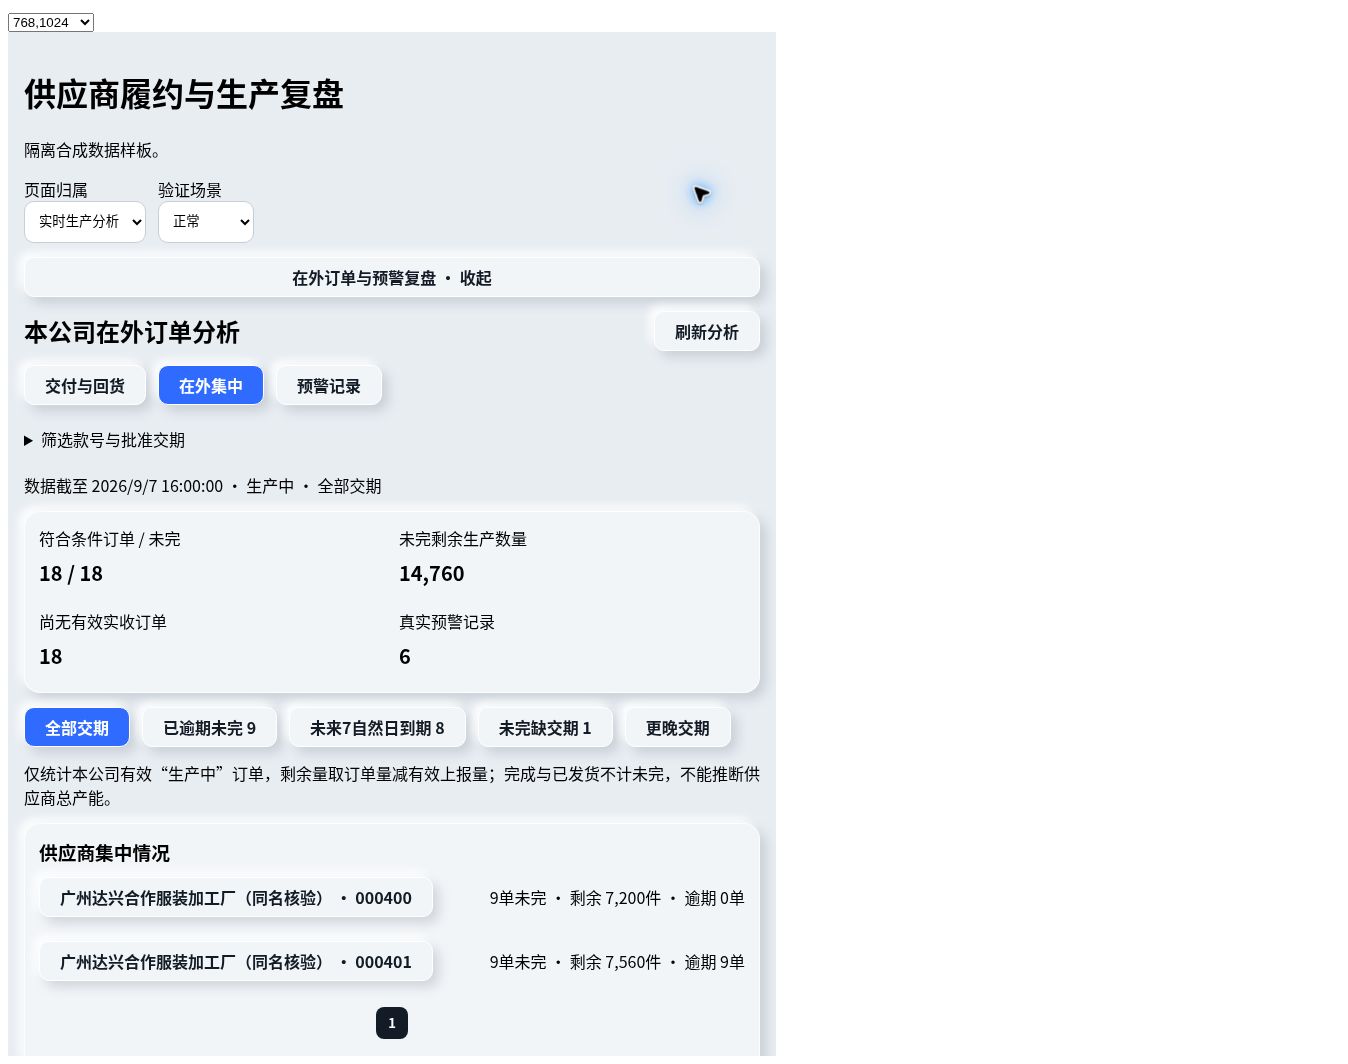 768,1024
供应商履约与生产复盘
隔离合成数据样板。
页面归属 验证场景
实时生产分析 正常
在外订单与预警复盘 · 收起
本公司在外订单分析 刷新分析
交付与回货 在外集中 预警记录
▶ 筛选款号与批准交期
数据截至 2026/9/7 16:00:00 · 生产中 · 全部交期
符合条件订单 / 未完 未完剩余生产数量
18 / 18 14,760
尚无有效实收订单 真实预警记录
18 6
全部交期 已逾期未完 9 未来7自然日到期 8 未完缺交期 1 更晚交期
仅统计本公司有效“生产中”订单，剩余量取订单量减有效上报量；完成与已发货不计未完，不能推断供
应商总产能。
供应商集中情况
广州达兴合作服装加工厂（同名核验） · 000400 9单未完 · 剩余 7,200件 · 逾期 0单
广州达兴合作服装加工厂（同名核验） · 000401 9单未完 · 剩余 7,560件 · 逾期 9单
1